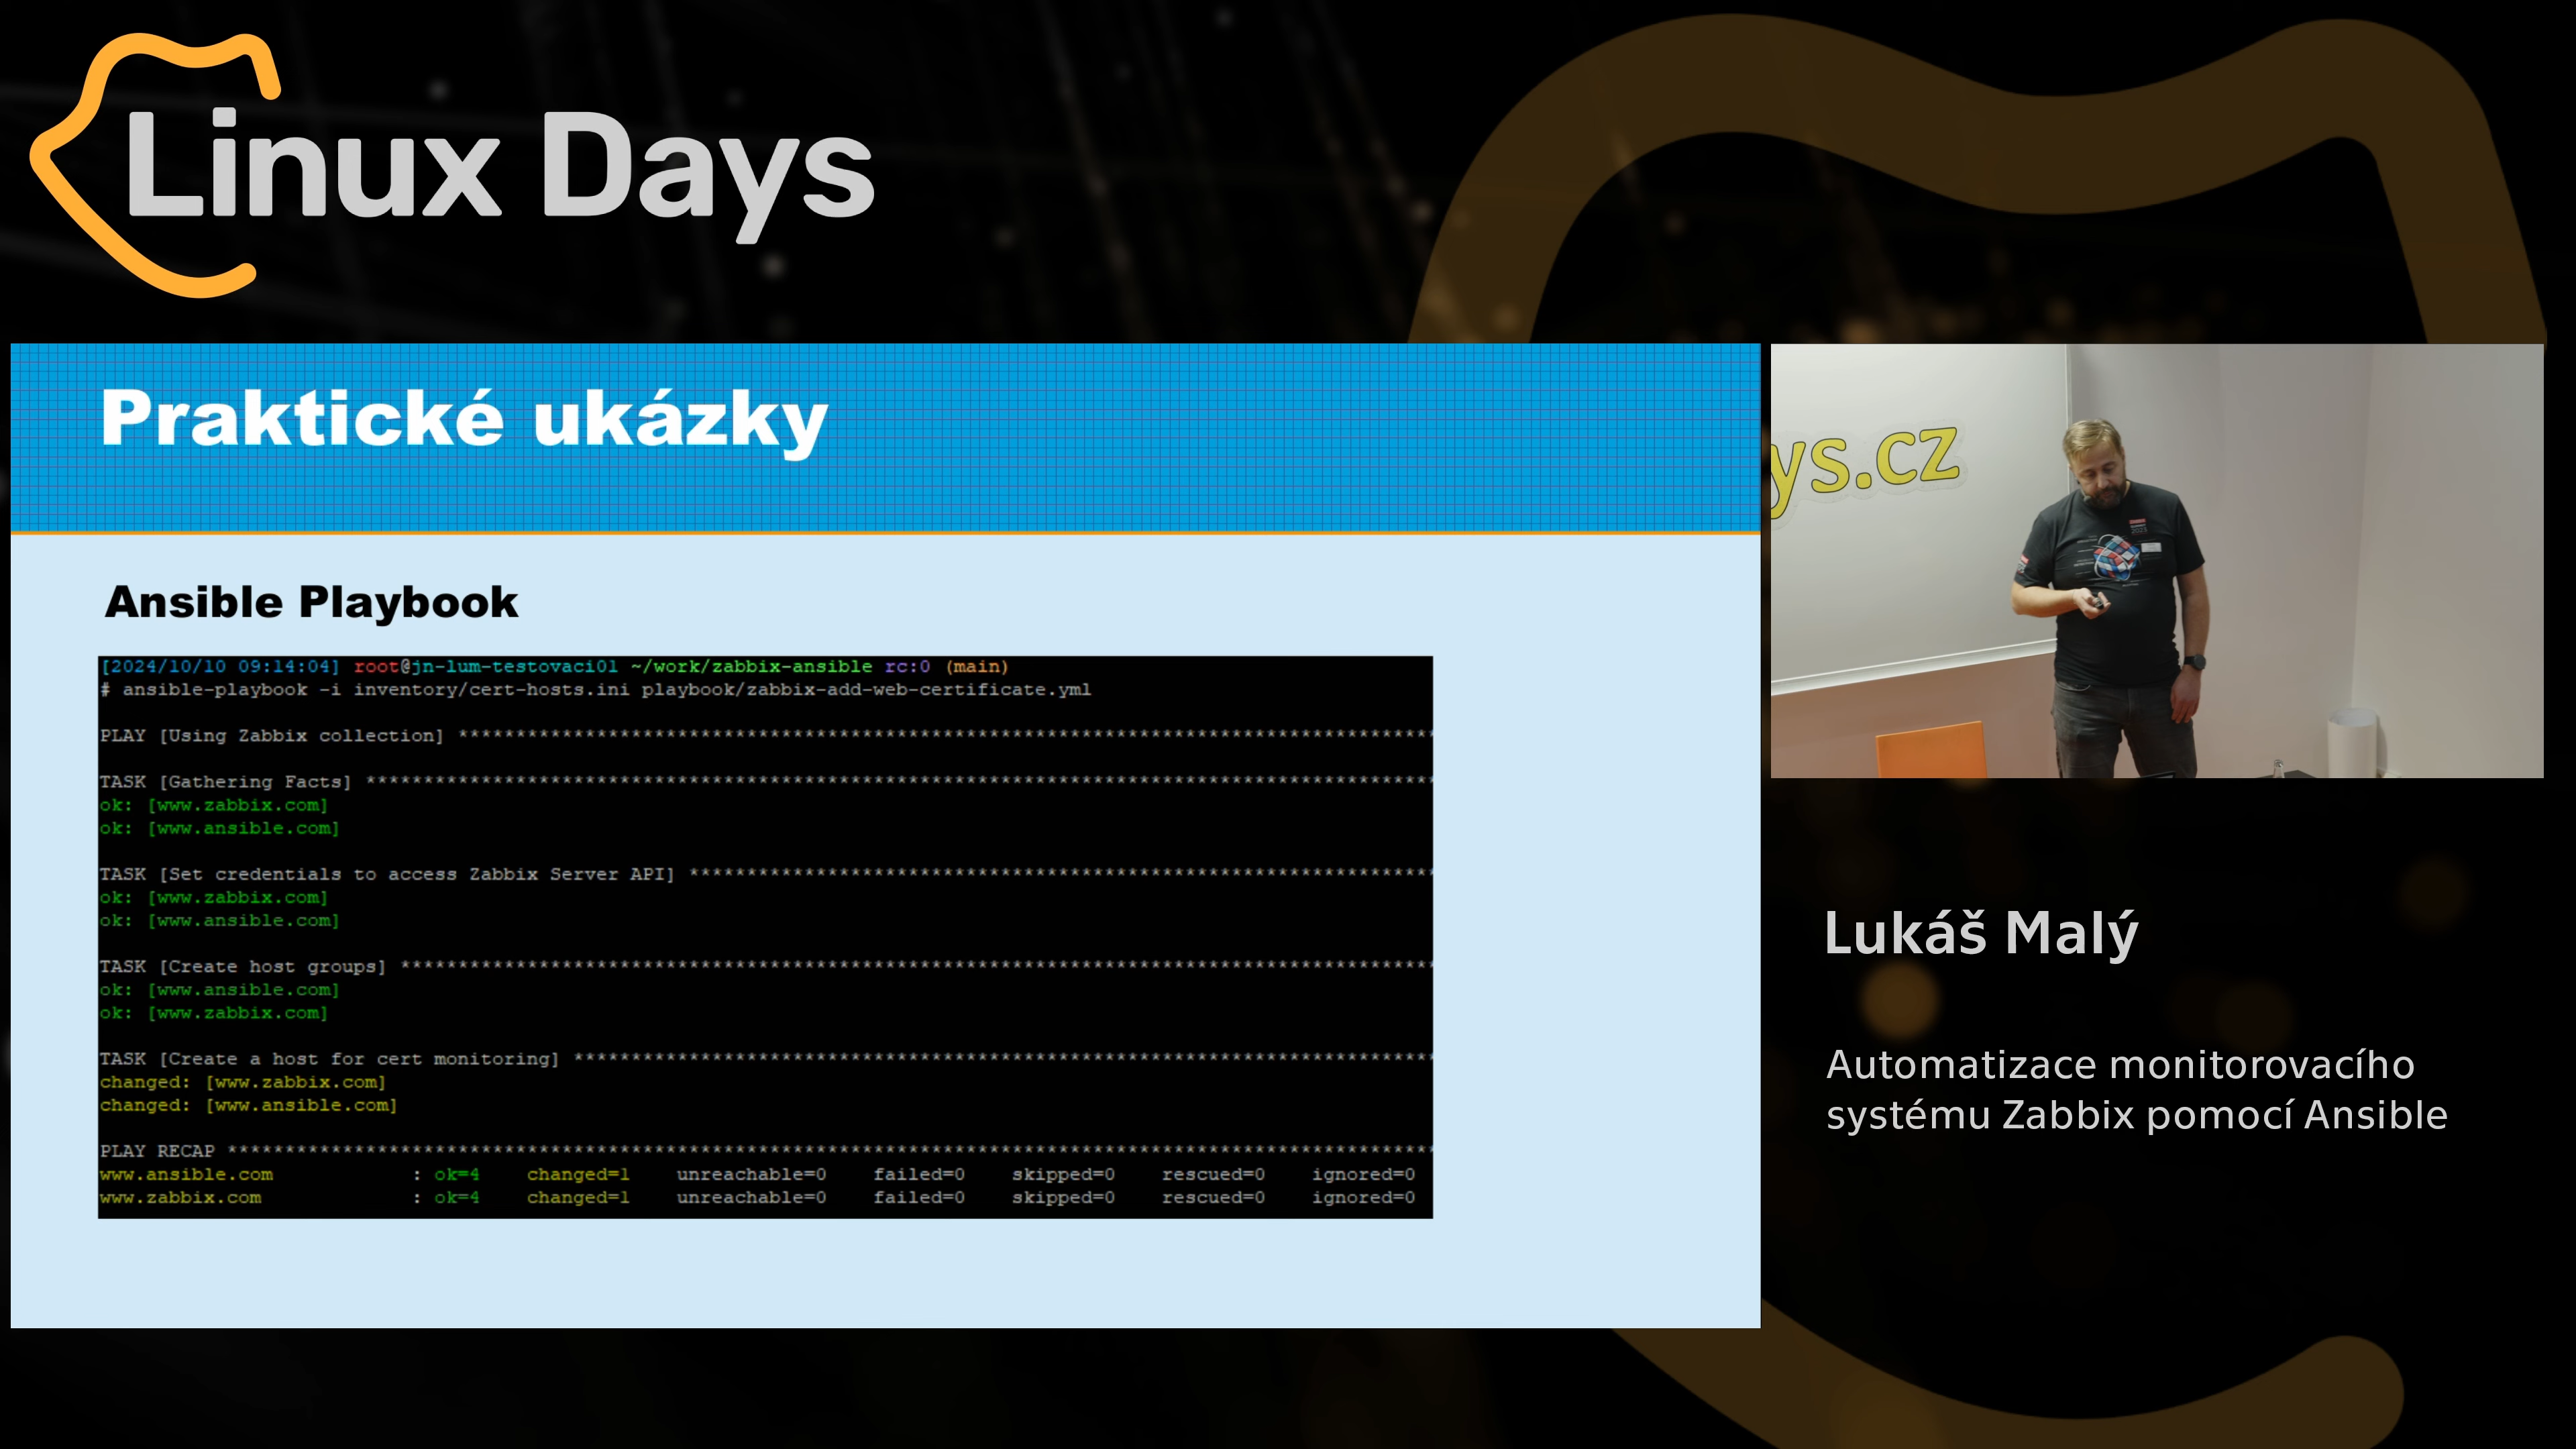 Linux Days
Praktické ukázky
Ansible Playbook
[2024/10/10 09:14:04] root@jn-lum-testovaci01 ~/work/zabbix-ansible rc:0 (main)
# ansible-playbook -i inventory/cert-hosts.ini playbook/zabbix-add-web-certificate.yml
PLAY [Using Zabbix collection] ************************************************************************************
TASK [Gathering Facts] ********************************************************************************************
ok: [www.zabbix.com]
ok: [www.ansible.com]
TASK [Set credentials to access Zabbix Server API] ****************************************************************
ok: [www.zabbix.com]
ok: [www.ansible.com]
TASK [Create host groups] *****************************************************************************************
ok: [www.ansible.com]
ok: [www.zabbix.com]
TASK [Create a host for cert monitoring] **************************************************************************
changed: [www.zabbix.com]
changed: [www.ansible.com]
PLAY RECAP ********************************************************************************************************
www.ansible.com : ok=4 changed=1 unreachable=0 failed=0 skipped=0 rescued=0 ignored=0
www.zabbix.com : ok=4 changed=1 unreachable=0 failed=0 skipped=0 rescued=0 ignored=0
ys.cz
Lukáš Malý
Automatizace monitorovacího
systému Zabbix pomocí Ansible